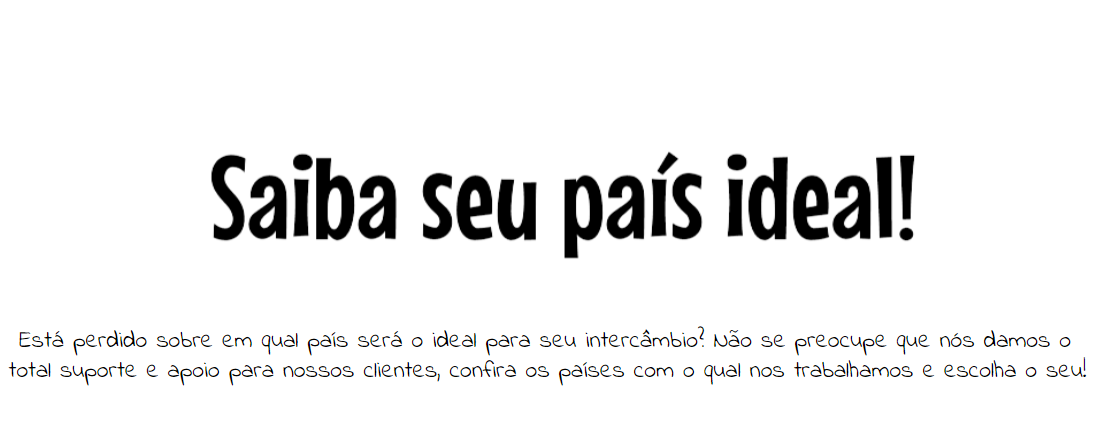 Saiba seu país ideal!
Está perdido sobre em qual país será o ideal para seu intercâmbio? Não se preocupe que nós damos o
total suporte e apoio para nossos clientes, confira os países com o qual nos trabalhamos e escolha o seu!